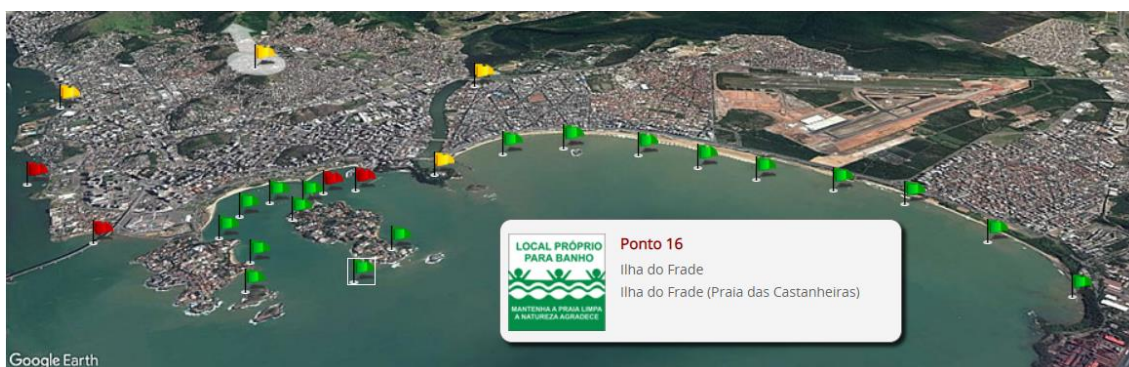 LOCAL PRÓPRIO
PARA BANHO
MANTENHA A PRAIA LIMPA
A NATUREZA AGRADECE
Ponto 16
Ilha do Frade
Ilha do Frade (Praia das Castanheiras)
Google Earth